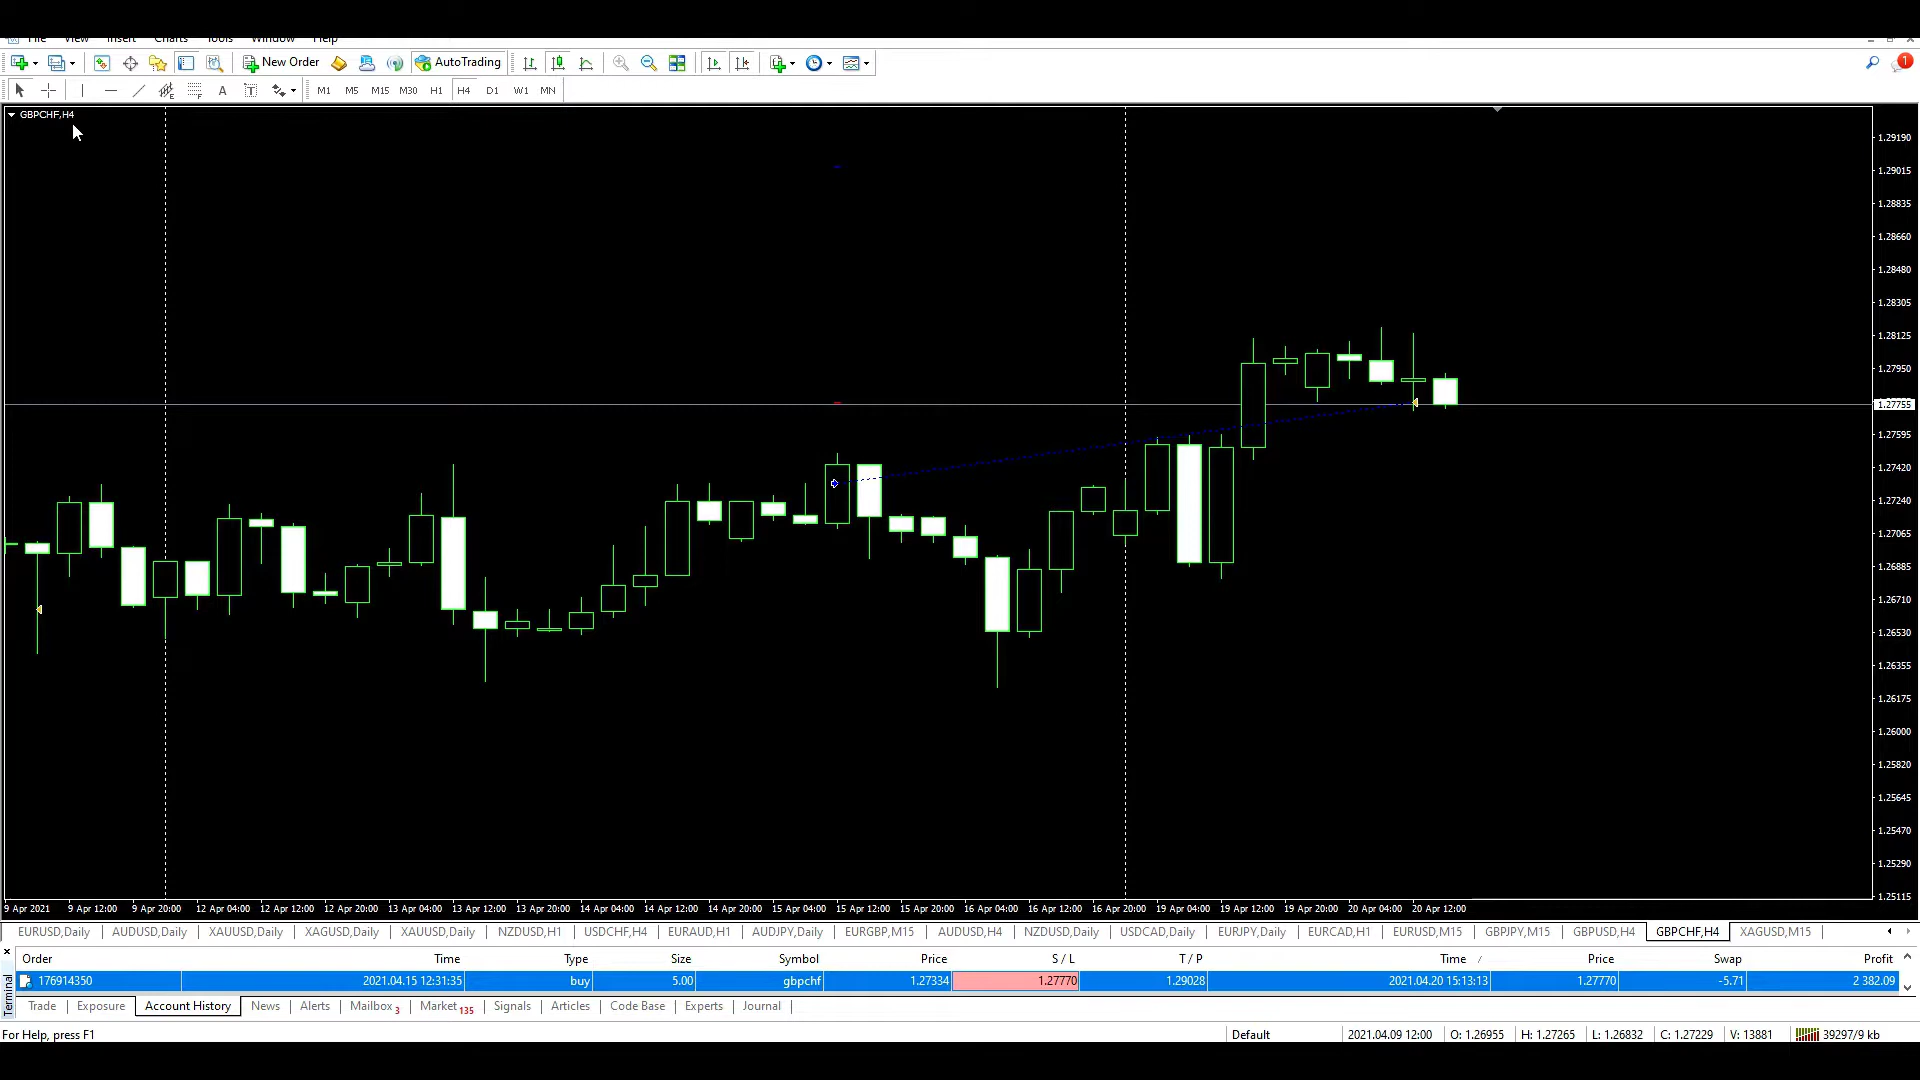 File View Insert Charts Tools Window Help
New Order AutoTrading 1
A T M1 M5 M15 M30 H1 H4 D1 W1 MN
GBPCHF,H4
1.29190
1.29015
1.28835
1.28660
1.28480
1.28305
1.28125
1.27950
1.27755
1.27595
1.27420
1.27240
1.27065
1.26885
1.26710
1.26530
1.26355
1.26175
1.26000
1.25820
1.25645
1.25470
1.25290
1.25115
9 Apr 2021 9 Apr 12:00 9 Apr 20:00 12 Apr 04:00 12 Apr 12:00 12 Apr 20:00 13 Apr 04:00 13 Apr 12:00 13 Apr 20:00 14 Apr 04:00 14 Apr 12:00 14 Apr 20:00 15 Apr 04:00 15 Apr 12:00 15 Apr 20:00 16 Apr 04:00 16 Apr 12:00 16 Apr 20:00 19 Apr 04:00 19 Apr 12:00 19 Apr 20:00 20 Apr 04:00 20 Apr 12:00
EURUSD,Daily AUDUSD,Daily XAUUSD,Daily XAGUSD,Daily XAUUSD,Daily NZDUSD,H1 USDCHF,H4 EURAUD,H1 AUDJPY,Daily EURGBP,M15 AUDUSD,H4 NZDUSD,Daily USDCAD,Daily EURJPY,Daily EURCAD,H1 EURUSD,M15 GBPJPY,M15 GBPUSD,H4 GBPCHF,H4 XAGUSD,M15
Order Time Type Size Symbol Price S / L T / P Time / Price Swap Profit
176914350 2021.04.15 12:31:35 buy 5.00 gbpchf 1.27334 1.27770 1.29028 2021.04.20 15:13:13 1.27770 -5.71 2 382.09
Terminal
Trade Exposure Account History News Alerts Mailbox 3 Market 135 Signals Articles Code Base Experts Journal
For Help, press F1 Default 2021.04.09 12:00 O: 1.26955 H: 1.27265 L: 1.26832 C: 1.27229 V: 13881 39297/9 kb